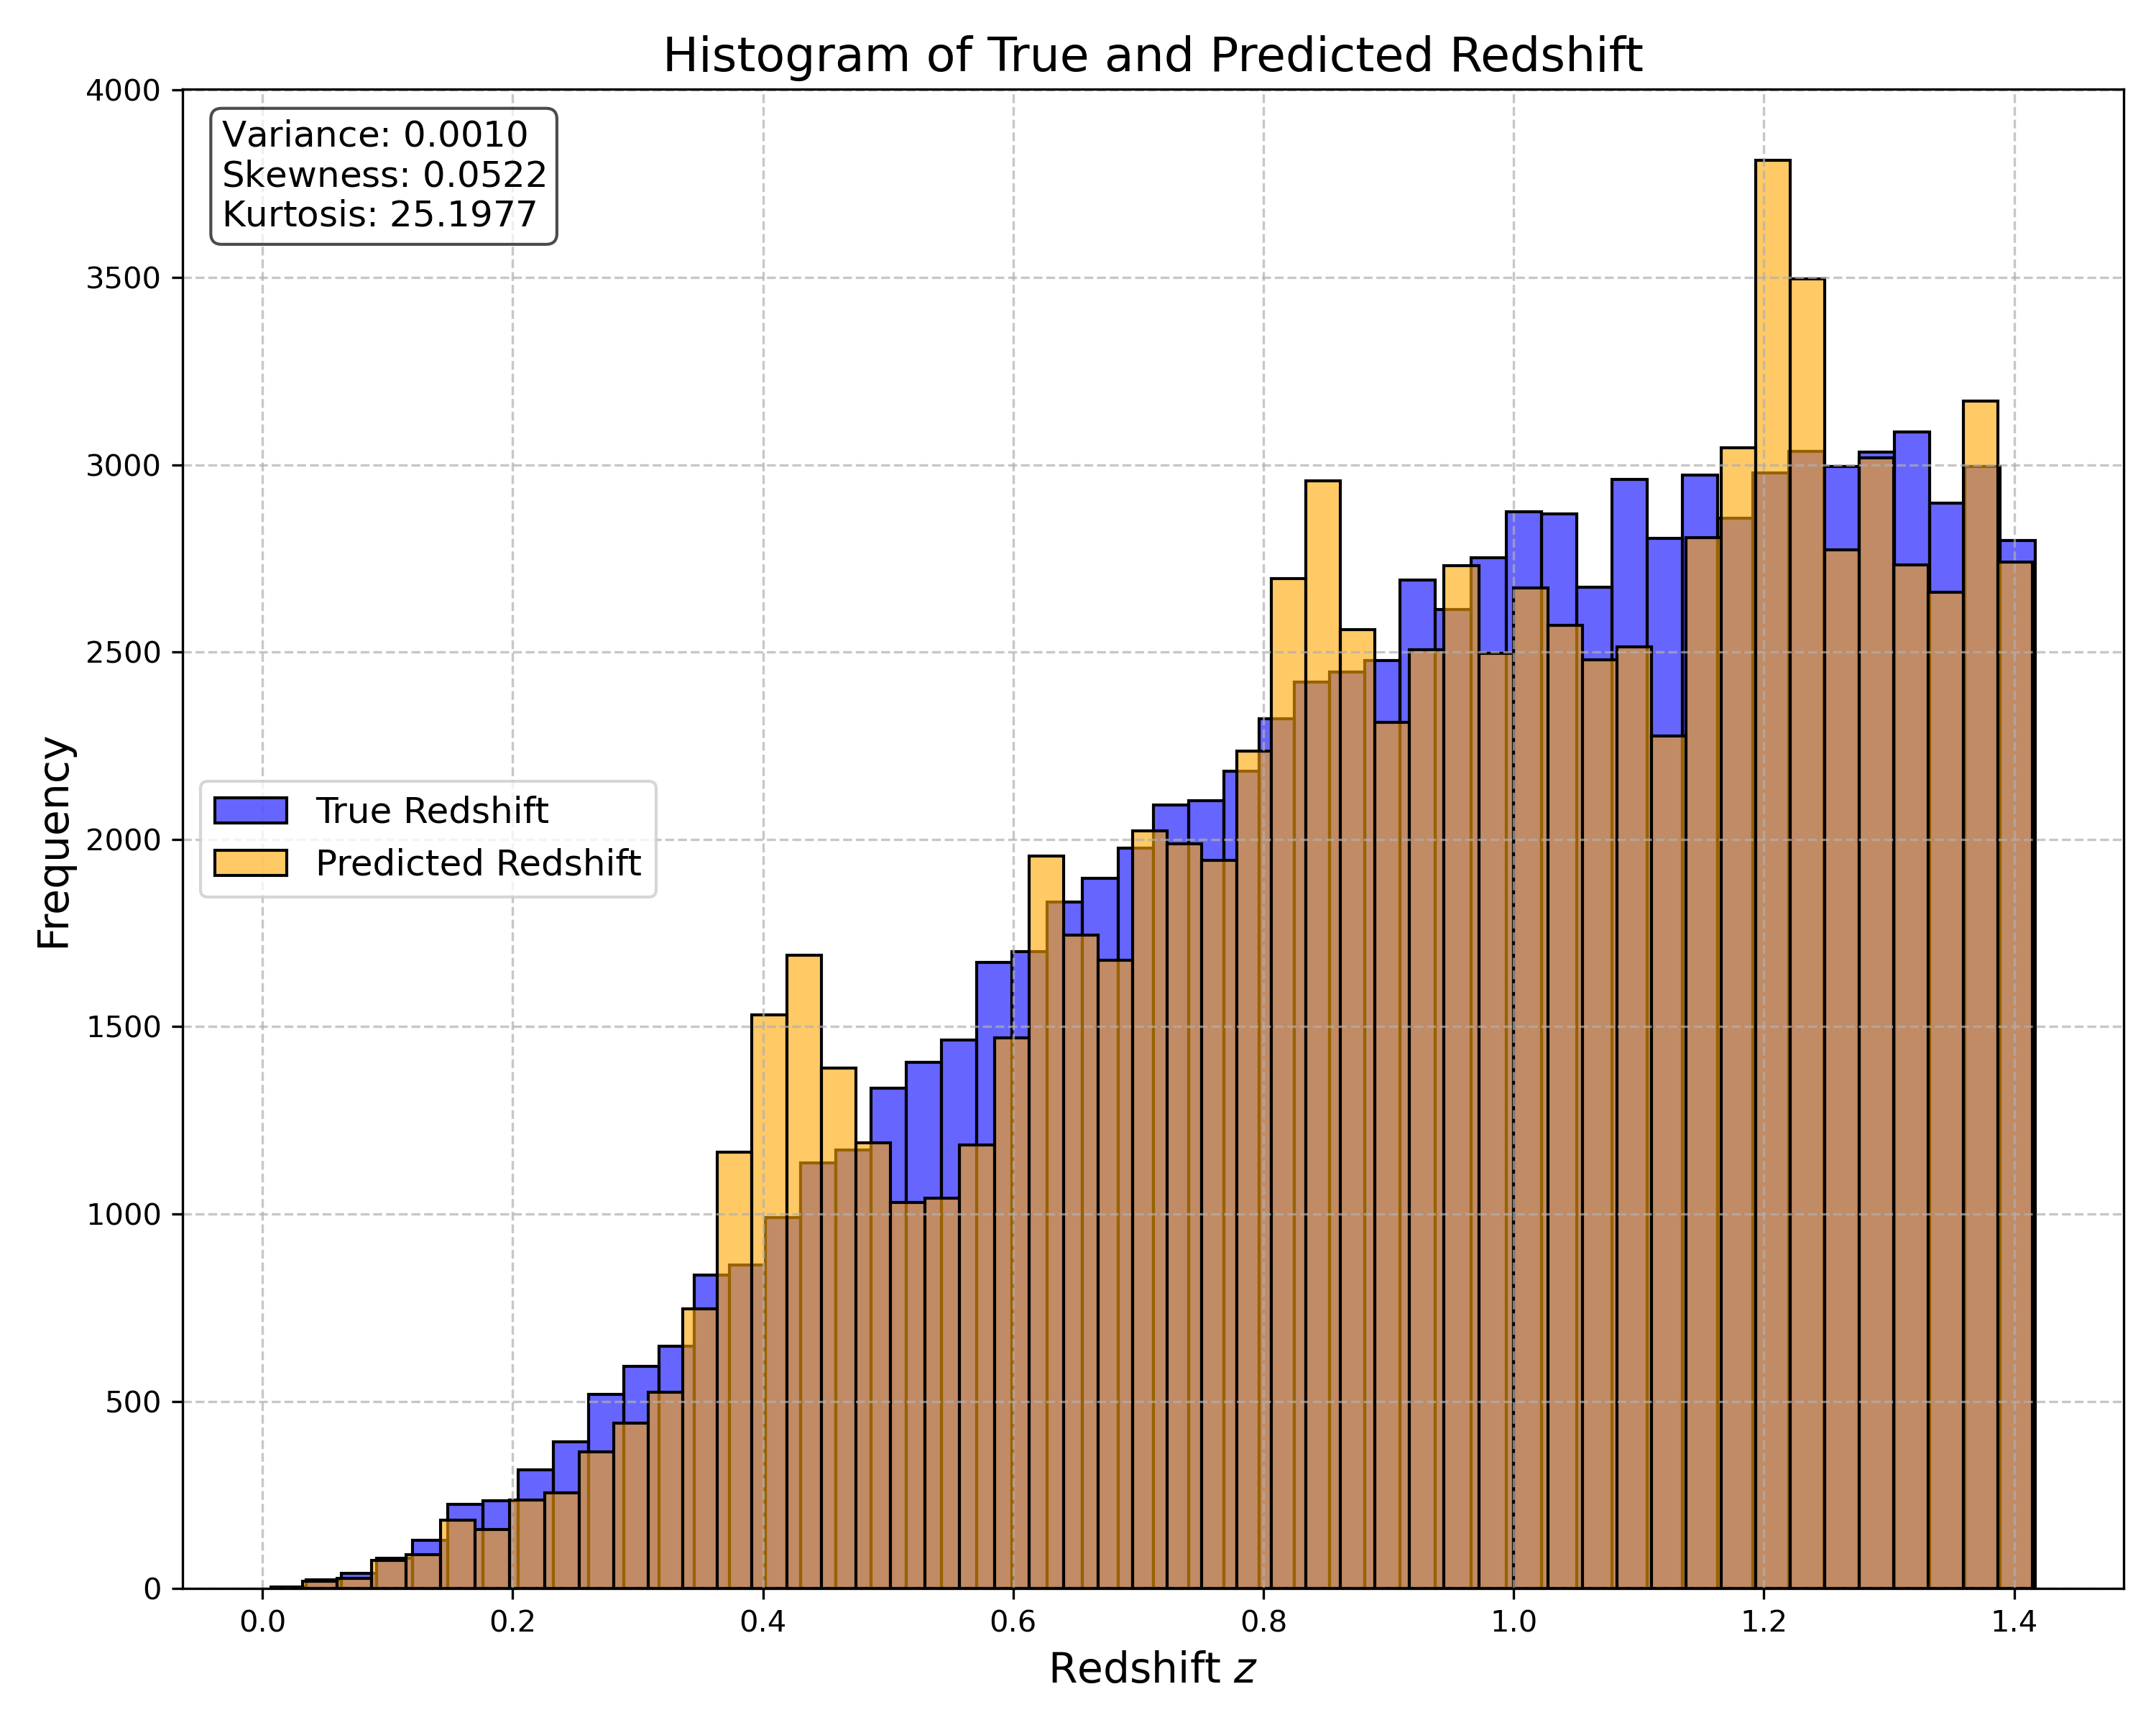 Histogram of True and Predicted Redshift
Variance: 0.0010
Skewness: 0.0522
Kurtosis: 25.1977
4000
3500
3000
2500
2000
1500
1000
500
0
Frequency
True Redshift
Predicted Redshift
0.0 0.2 0.4 0.6 0.8 1.0 1.2 1.4
Redshift z